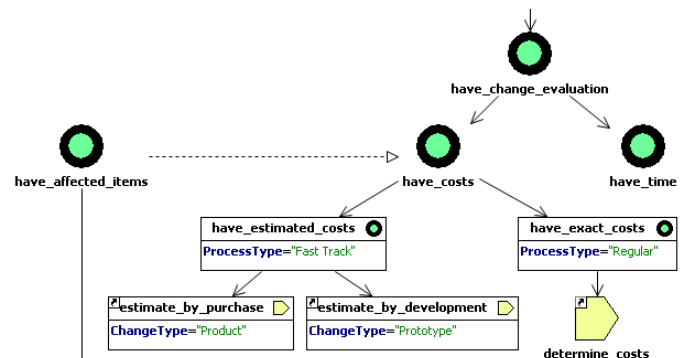 have_change_evaluation
have_affected_items
have_costs
have_time
have_estimated_costs
ProcessType="Fast Track"
have_exact_costs
ProcessType="Regular"
estimate_by_purchase
ChangeType="Product"
estimate_by_development
ChangeType="Prototype"
determine_costs